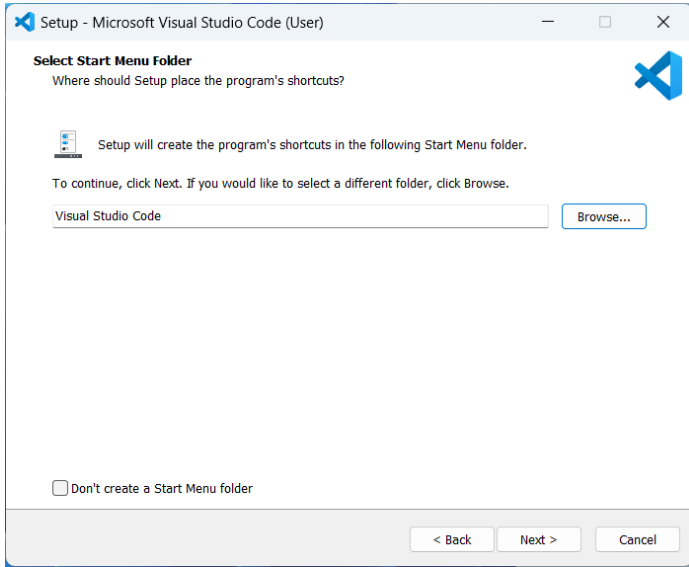 Setup - Microsoft Visual Studio Code (User)
Select Start Menu Folder
Where should Setup place the program's shortcuts?
Setup will create the program's shortcuts in the following Start Menu folder.
To continue, click Next. If you would like to select a different folder, click Browse.
Visual Studio Code
Browse...
Don't create a Start Menu folder
< Back
Next >
Cancel